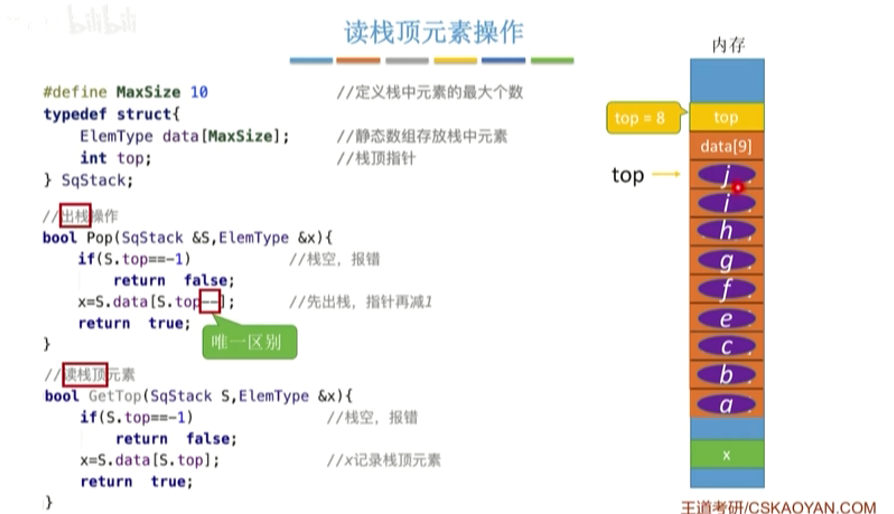 bilibili
读栈顶元素操作
#define MaxSize 10 //定义栈中元素的最大个数
typedef struct{
ElemType data[MaxSize]; //静态数组存放栈中元素
int top; //栈顶指针
} SqStack;
//出栈操作
bool Pop(SqStack &S,ElemType &x){
if(S.top==-1) //栈空，报错
return false;
x=S.data[S.top--]; //先出栈，指针再减1
return true;
唯一区别
}
//读栈顶元素
bool GetTop(SqStack S,ElemType &x){
if(S.top==-1) //栈空，报错
return false;
x=S.data[S.top]; //x记录栈顶元素
return true;
}
内存
top = 8
top
data[9]
top
j
i
h
g
f
e
c
b
a
x
王道考研/CSKAOYAN.COM